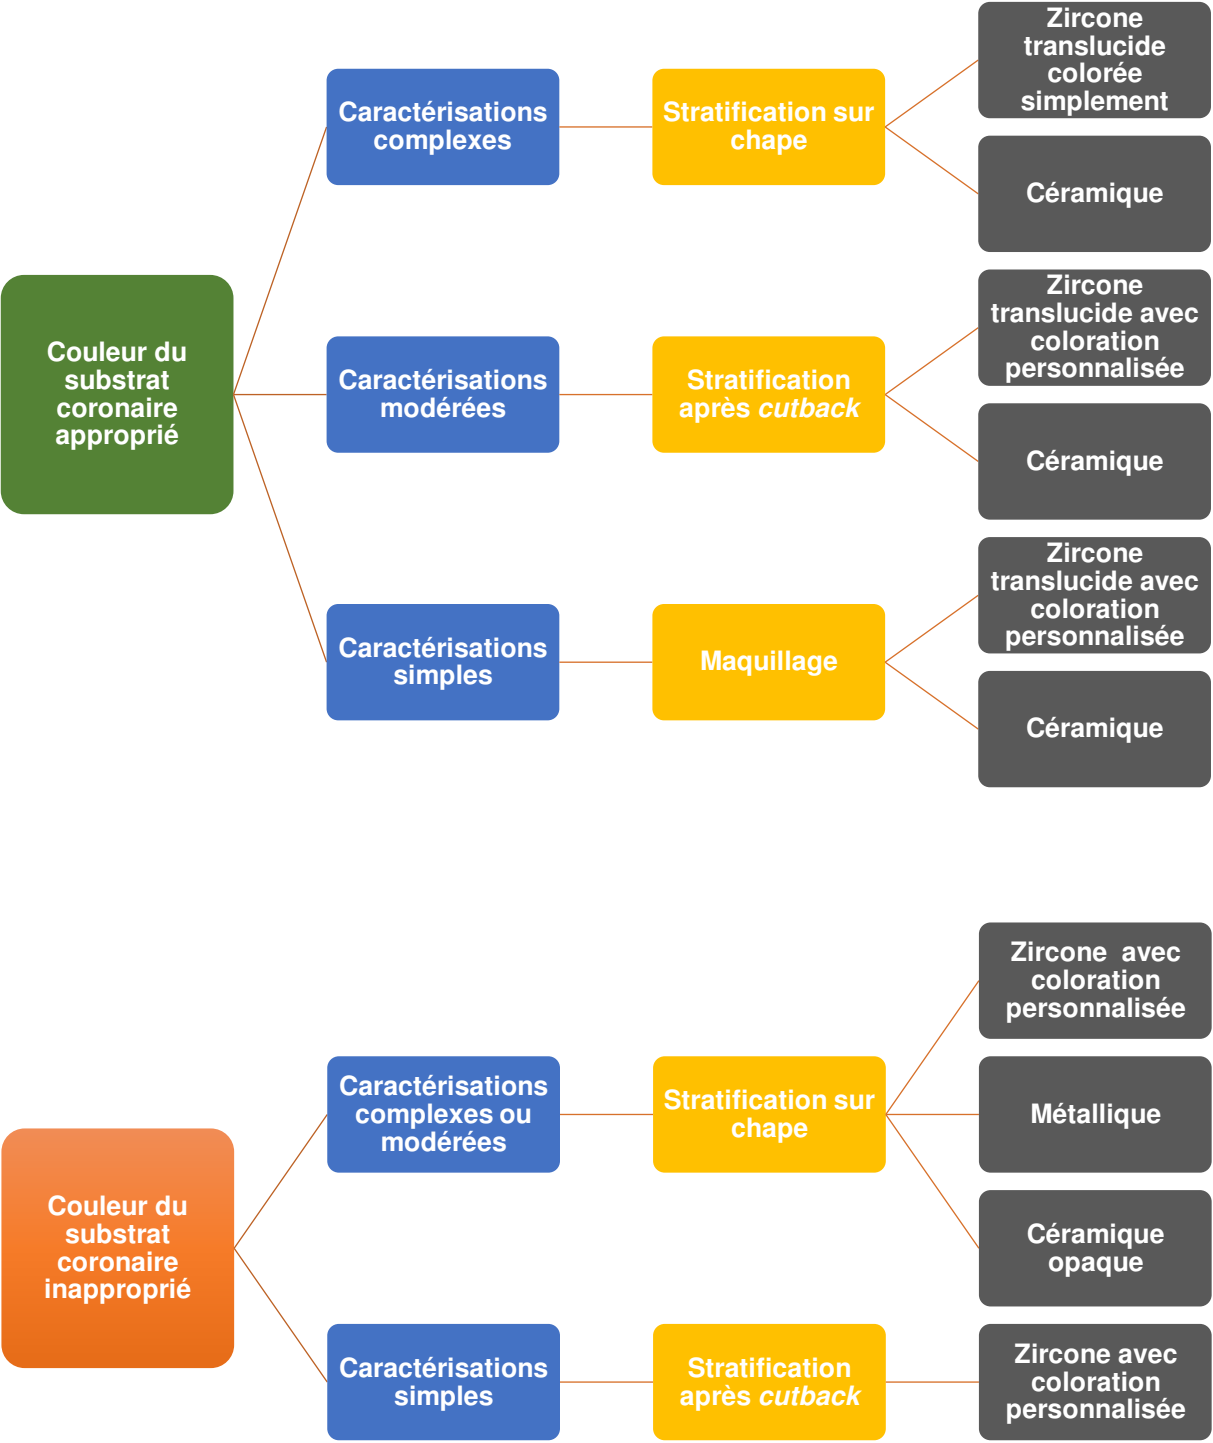 Couleur du
substrat
coronaire
approprié
Caractérisations
complexes
Stratification sur
chape
Zircone
translucide
colorée
simplement
Céramique
Caractérisations
modérées
Stratification
après cutback
Zircone
translucide avec
coloration
personnalisée
Céramique
Caractérisations
simples
Maquillage
Zircone
translucide avec
coloration
personnalisée
Céramique
Couleur du
substrat
coronaire
inapproprié
Caractérisations
complexes ou
modérées
Stratification sur
chape
Zircone  avec
coloration
personnalisée
Métallique
Céramique
opaque
Caractérisations
simples
Stratification
après cutback
Zircone avec
coloration
personnalisée